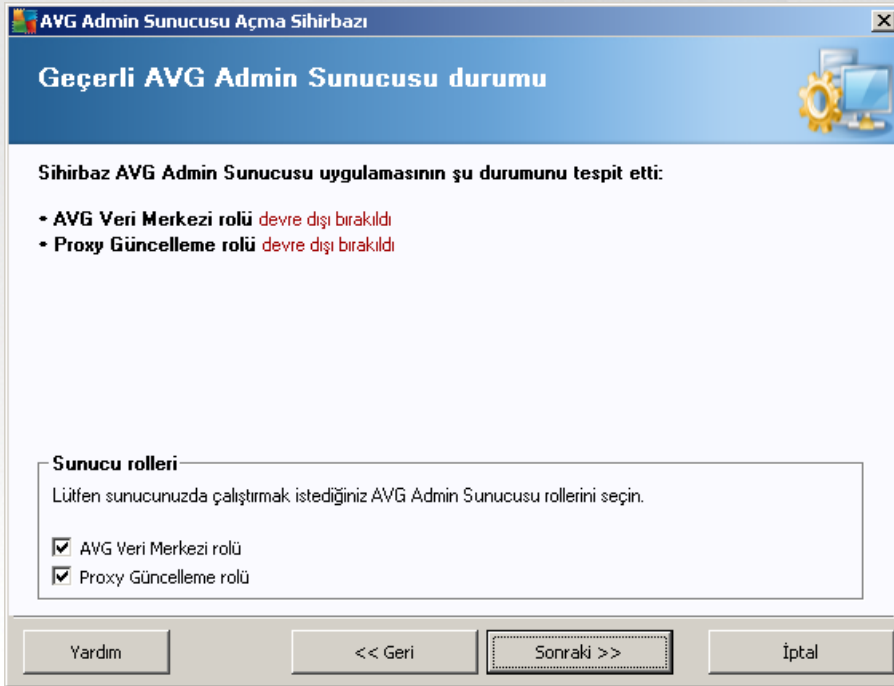 AVG Admin Sunucusu Açma Sihirbazı
Geçerli AVG Admin Sunucusu durumu
Sihirbaz AVG Admin Sunucusu uygulamasının şu durumunu tespit etti:
• AVG Veri Merkezi rolü devre dışı bırakıldı
• Proxy Güncelleme rolü devre dışı bırakıldı
Sunucu rolleri
Lütfen sunucunuzda çalıştırmak istediğiniz AVG Admin Sunucusu rollerini seçin.
AVG Veri Merkezi rolü
Proxy Güncelleme rolü
Yardım << Geri Sonraki >> İptal